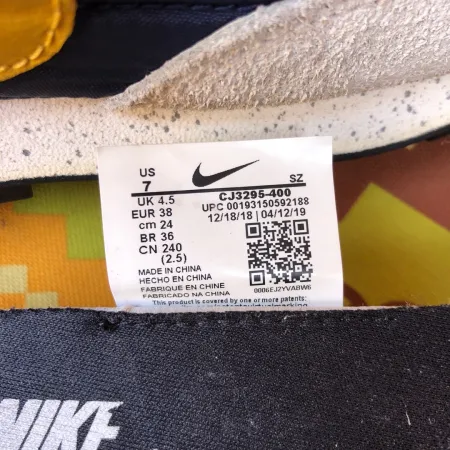 US
7
SZ
UK 4.5
CJ3295-400
EUR 38
UPC 00193150592188
cm 24
12/18/18 | 04/12/19
BR 36
CN 240
(2.5)
MADE IN CHINA
HECHO EN CHINA
FABRIQUE EN CHINE
FABRICADO NA CHINA
0006EJ2YVABW6
This product is covered by one or more patents:
NIKE